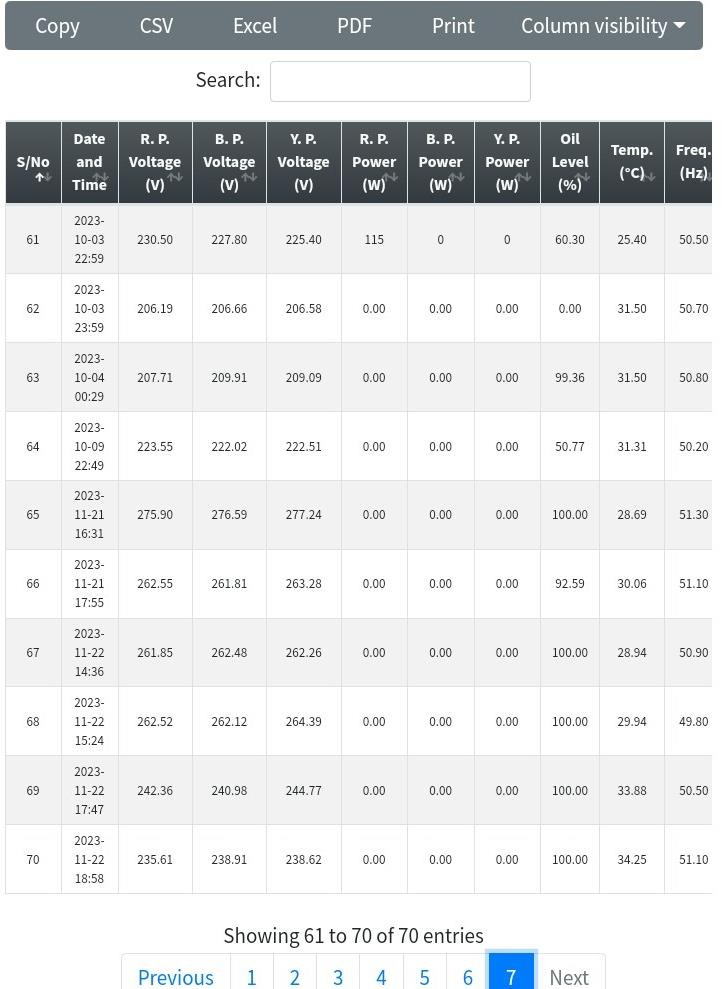 Copy CSV Excel PDF Print Column visibility
Search:
S/No Date and Time R. P. Voltage (V) B. P. Voltage (V) Y. P. Voltage (V) R. P. Power (W) B. P. Power (W) Y. P. Power (W) Oil Level (%) Temp. (°C) Freq. (Hz)
61 2023-10-03 22:59 230.50 227.80 225.40 115 0 0 60.30 25.40 50.50
62 2023-10-03 23:59 206.19 206.66 206.58 0.00 0.00 0.00 0.00 31.50 50.70
63 2023-10-04 00:29 207.71 209.91 209.09 0.00 0.00 0.00 99.36 31.50 50.80
64 2023-10-09 22:49 223.55 222.02 222.51 0.00 0.00 0.00 50.77 31.31 50.20
65 2023-11-21 16:31 275.90 276.59 277.24 0.00 0.00 0.00 100.00 28.69 51.30
66 2023-11-21 17:55 262.55 261.81 263.28 0.00 0.00 0.00 92.59 30.06 51.10
67 2023-11-22 14:36 261.85 262.48 262.26 0.00 0.00 0.00 100.00 28.94 50.90
68 2023-11-22 15:24 262.52 262.12 264.39 0.00 0.00 0.00 100.00 29.94 49.80
69 2023-11-22 17:47 242.36 240.98 244.77 0.00 0.00 0.00 100.00 33.88 50.50
70 2023-11-22 18:58 235.61 238.91 238.62 0.00 0.00 0.00 100.00 34.25 51.10
Showing 61 to 70 of 70 entries
Previous 1 2 3 4 5 6 7 Next